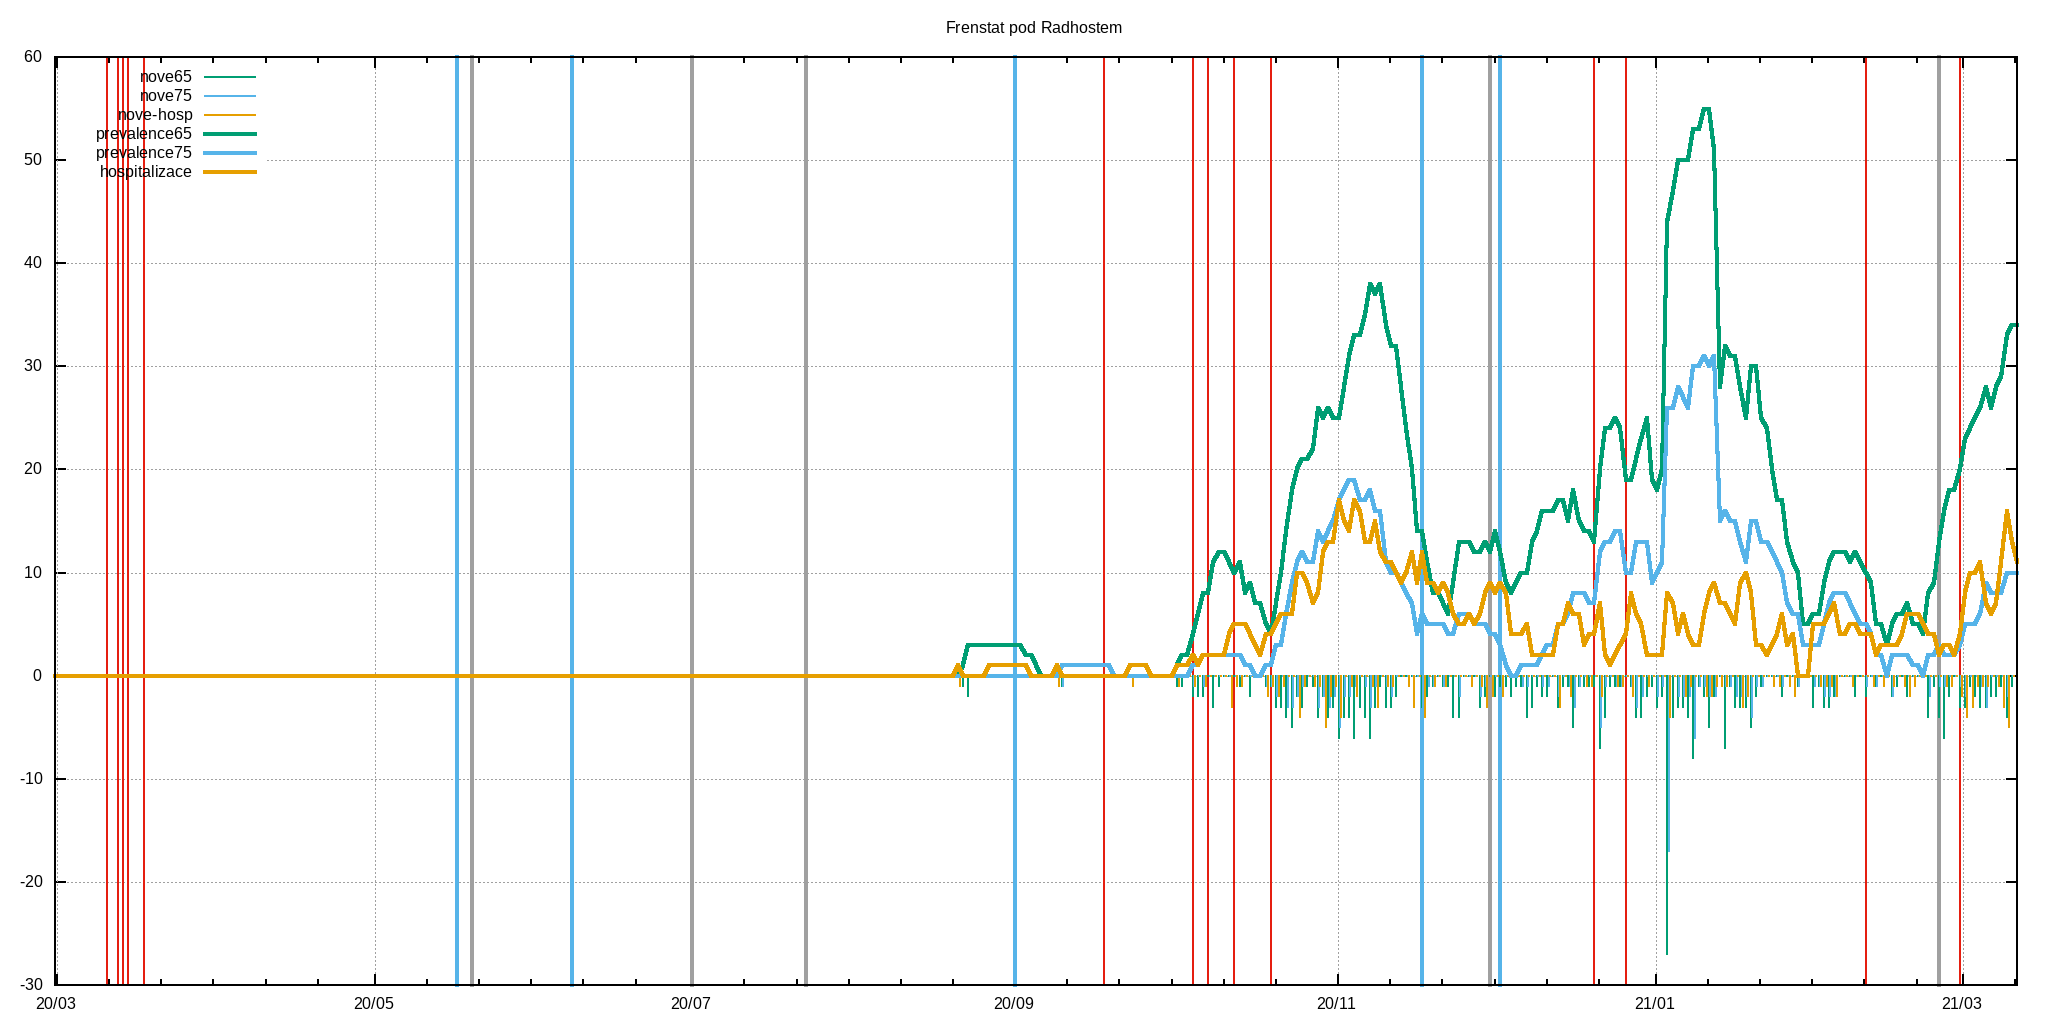 Frenstat pod Radhostem
60
50
40
30
20
10
0
-10
-20
-30
nove65
nove75
nove-hosp
prevalence65
prevalence75
hospitalizace
20/03 20/05 20/07 20/09 20/11 21/01 21/03